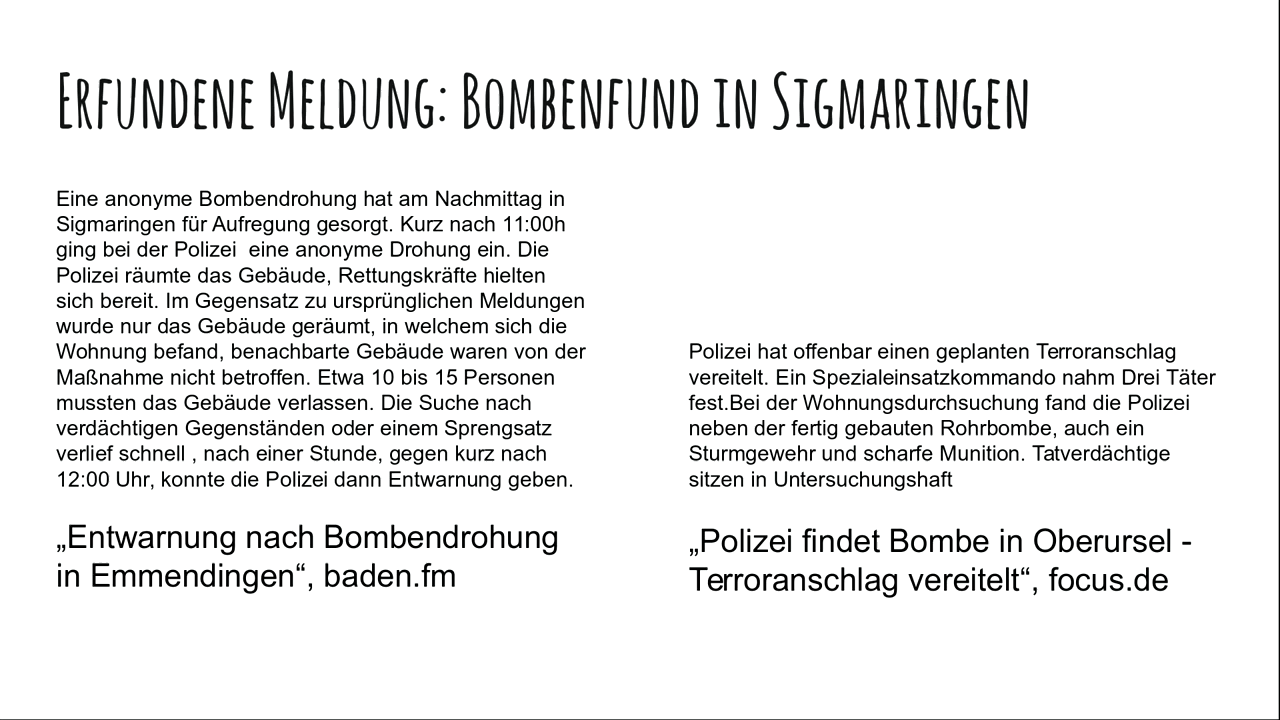 Erfundene Meldung: Bombenfund in Sigmaringen
Eine anonyme Bombendrohung hat am Nachmittag in
Sigmaringen für Aufregung gesorgt. Kurz nach 11:00h
ging bei der Polizei  eine anonyme Drohung ein. Die
Polizei räumte das Gebäude, Rettungskräfte hielten
sich bereit. Im Gegensatz zu ursprünglichen Meldungen
wurde nur das Gebäude geräumt, in welchem sich die
Wohnung befand, benachbarte Gebäude waren von der
Maßnahme nicht betroffen. Etwa 10 bis 15 Personen
mussten das Gebäude verlassen. Die Suche nach
verdächtigen Gegenständen oder einem Sprengsatz
verlief schnell , nach einer Stunde, gegen kurz nach
12:00 Uhr, konnte die Polizei dann Entwarnung geben.
„Entwarnung nach Bombendrohung
in Emmendingen“, baden.fm
Polizei hat offenbar einen geplanten Terroranschlag
vereitelt. Ein Spezialeinsatzkommando nahm Drei Täter
fest.Bei der Wohnungsdurchsuchung fand die Polizei
neben der fertig gebauten Rohrbombe, auch ein
Sturmgewehr und scharfe Munition. Tatverdächtige
sitzen in Untersuchungshaft
„Polizei findet Bombe in Oberursel -
Terroranschlag vereitelt“, focus.de